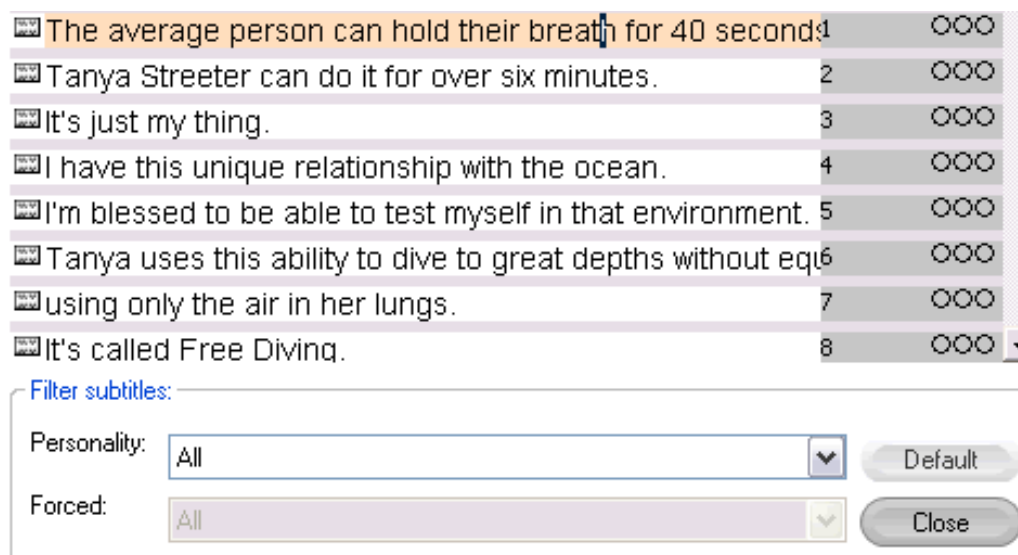 The average person can hold their breath for 40 seconds 1 OOO
Tanya Streeter can do it for over six minutes. 2 OOO
It's just my thing. 3 OOO
I have this unique relationship with the ocean. 4 OOO
I'm blessed to be able to test myself in that environment. 5 OOO
Tanya uses this ability to dive to great depths without equ 6 OOO
using only the air in her lungs. 7 OOO
It's called Free Diving. 8 OOO
Filter subtitles:
Personality: All Default
Forced: All Close